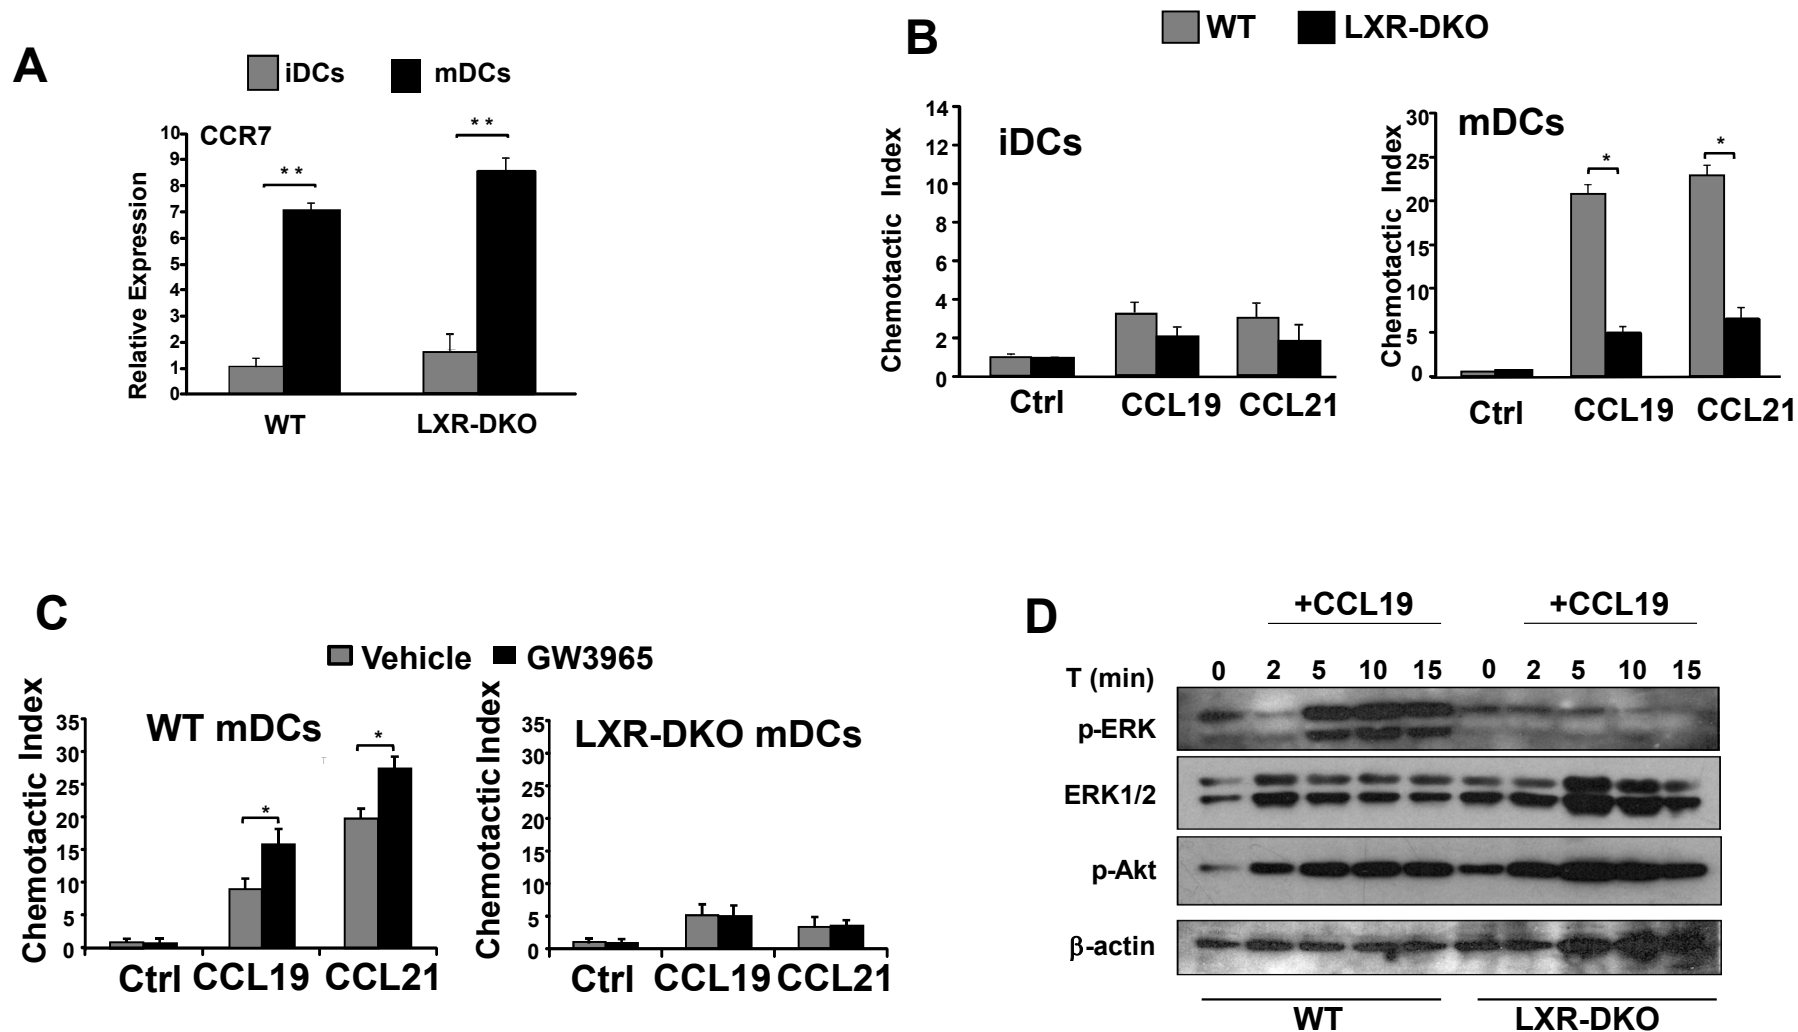 A
iDCs mDCs
CCR7
Relative Expression
10
9
8
7
6
5
4
3
2
1
0
**
**
WT LXR-DKO
B
WT LXR-DKO
iDCs
Chemotactic Index
14
12
10
8
6
4
2
0
Ctrl CCL19 CCL21
mDCs
Chemotactic Index
30
25
20
15
10
5
0
*
*
Ctrl CCL19 CCL21
C
Vehicle GW3965
WT mDCs
Chemotactic Index
35
30
25
20
15
10
5
0
*
*
Ctrl CCL19 CCL21
LXR-DKO mDCs
Chemotactic Index
35
30
25
20
15
10
5
0
Ctrl CCL19 CCL21
D
+CCL19 +CCL19
T (min) 0 2 5 10 15 0 2 5 10 15
p-ERK
ERK1/2
p-Akt
β-actin
WT LXR-DKO